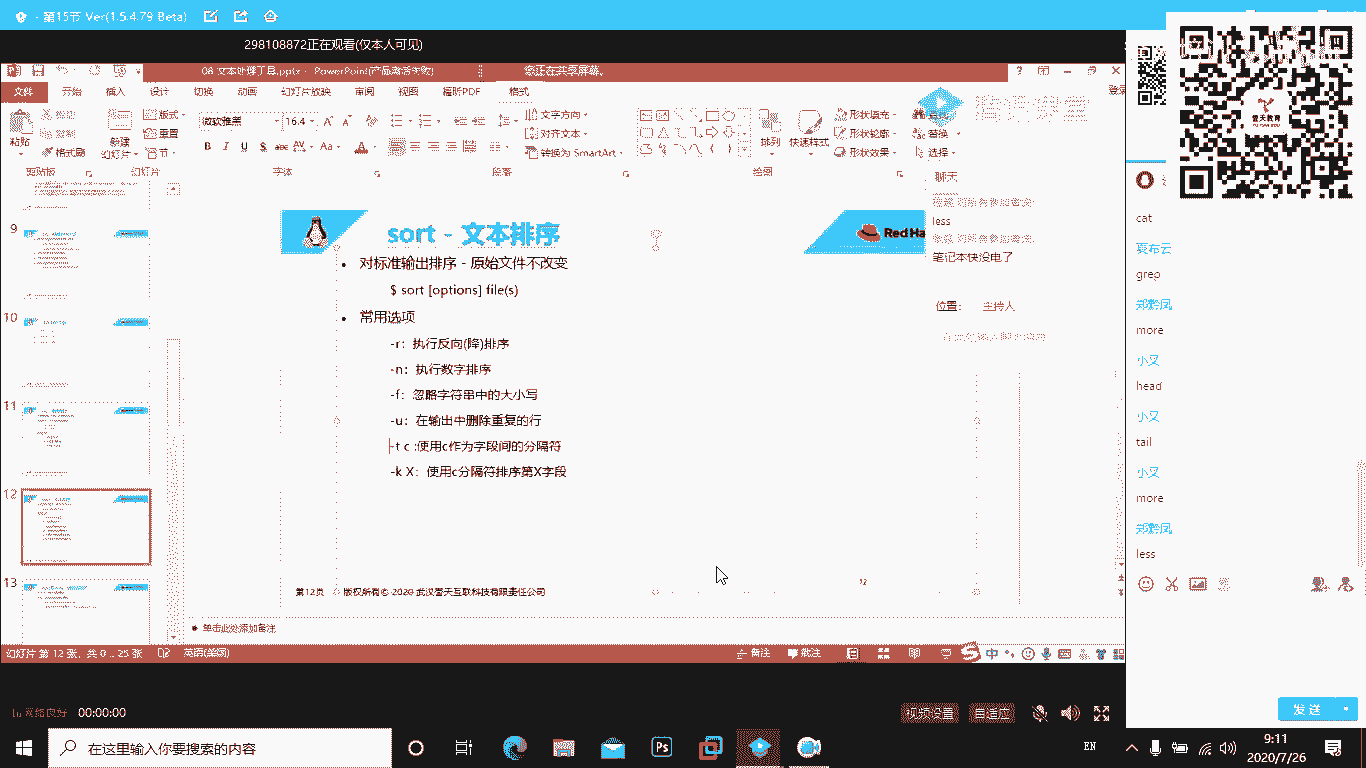 第15节 Ver(1.5.4.79 Beta)
298108872正在观看(仅本人可见)
06 文本处理工具.pptx - PowerPoint(产品激活失败)
您正在共享屏幕。
文件 开始 插入 设计 切换 动画 幻灯片放映 审阅 视图 福昕PDF 格式
粘贴 格式刷
新建 幻灯片 版式 重置 节
微软雅黑 16.4
文字方向
对齐文本
转换为 SmartArt
排列 快速样式
形状填充
形状轮廓
形状效果
替换
选择
剪贴板 幻灯片 字体 段落 绘图
9
10
11
12
13
sort - 文本排序
Red Ha
对标准输出排序 - 原始文件不改变
$ sort [options] file(s)
常用选项
-r：执行反向(降)排序
-n：执行数字排序
-f：忽略字符串中的大小写
-u：在输出中删除重复的行
-t c :使用c作为字段间的分隔符
-k X：使用c分隔符排序第X字段
第12页 版权所有© 2020 武汉誉天互联科技有限责任公司
12
单击此处添加备注
幻灯片 第 12 张，共 25 张 英语(美国)
备注 批注
聊天
less
笔记本快没电了
位置： 主持人
誉天教育
cat
grep
more
小叉
head
小叉
tail
小叉
more
less
发 送
网络良好 00:00:00
视频设置 自适应
在这里输入你要搜索的内容
EN
中
9:11
2020/7/26